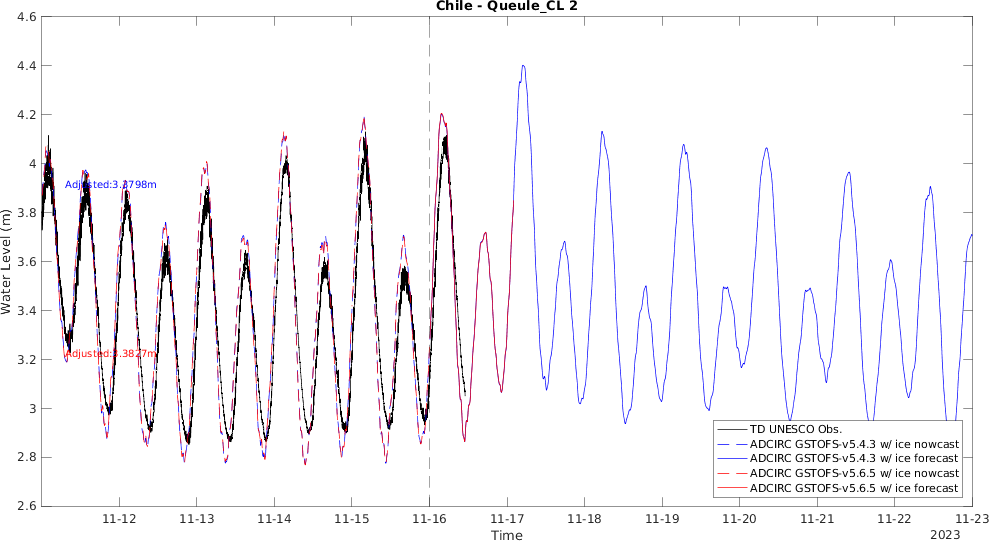 Chile - Queule_CL 2
4.6
4.4
4.2
4
3.8
3.6
3.4
3.2
3
2.8
2.6
Water Level (m)
Adjusted:3.3798m
Adjusted:3.3827m
TD UNESCO Obs.
ADCIRC GSTOFS-v5.4.3 w/ ice nowcast
ADCIRC GSTOFS-v5.4.3 w/ ice forecast
ADCIRC GSTOFS-v5.6.5 w/ ice nowcast
ADCIRC GSTOFS-v5.6.5 w/ ice forecast
11-12 11-13 11-14 11-15 11-16 11-17 11-18 11-19 11-20 11-21 11-22 11-23
Time
2023